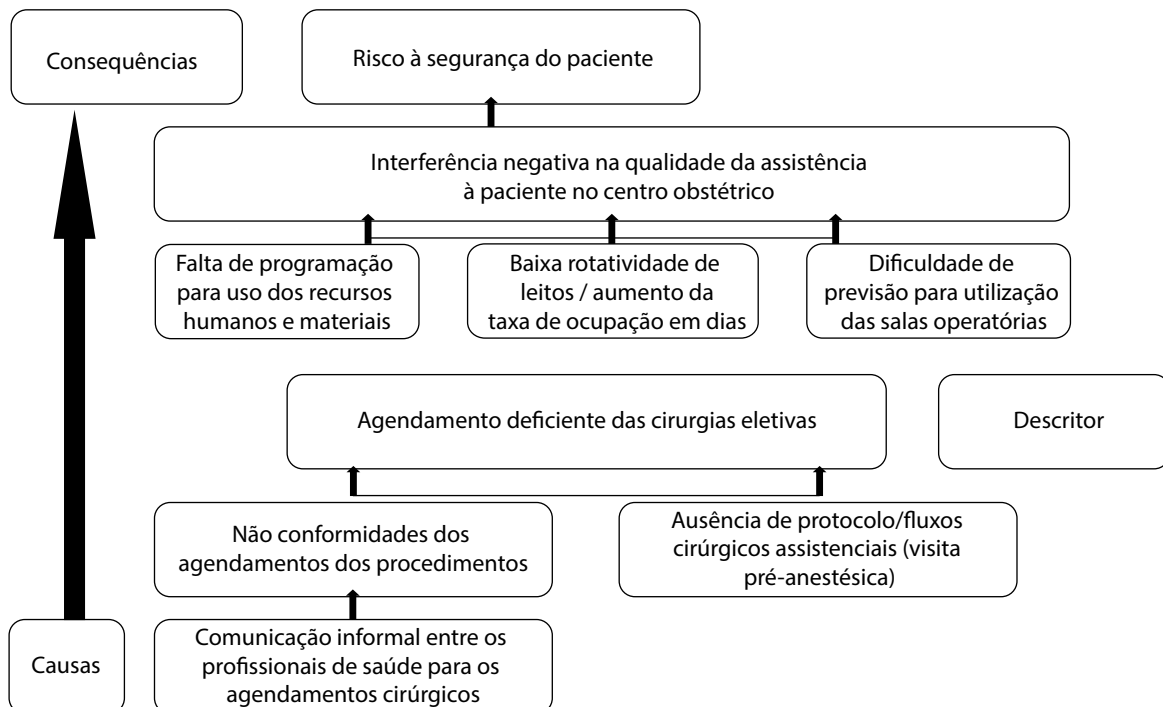 Consequências
Risco à segurança do paciente
Interferência negativa na qualidade da assistência
à paciente no centro obstétrico
Falta de programação
para uso dos recursos
humanos e materiais
Baixa rotatividade de
leitos / aumento da
taxa de ocupação em dias
Dificuldade de
previsão para utilização
das salas operatórias
Agendamento deficiente das cirurgias eletivas
Descritor
Não conformidades dos
agendamentos dos procedimentos
Ausência de protocolo/fluxos
cirúrgicos assistenciais (visita
pré-anestésica)
Causas
Comunicação informal entre os
profissionais de saúde para os
agendamentos cirúrgicos